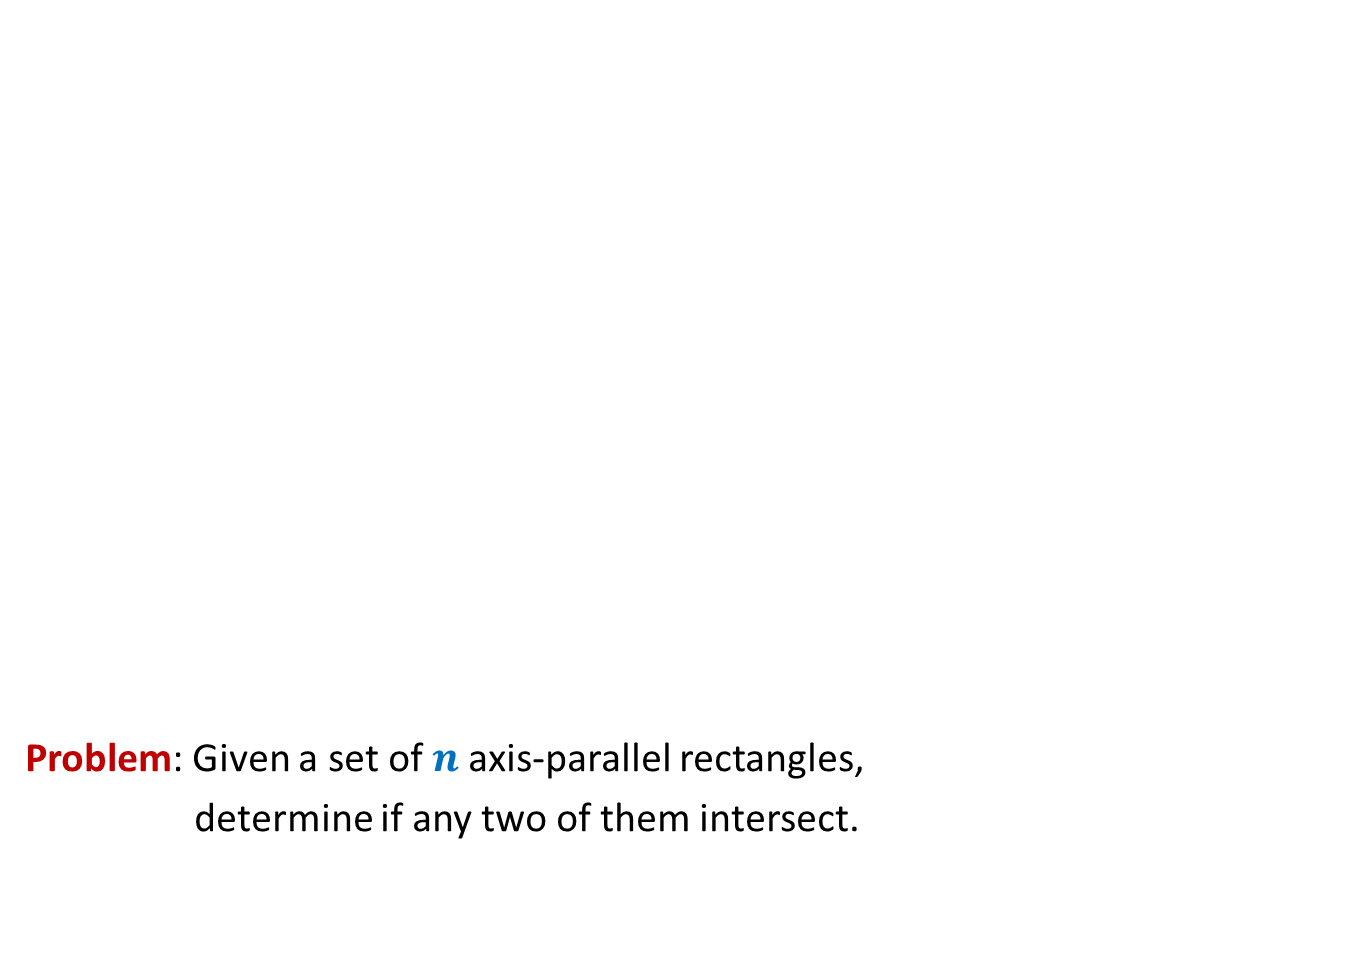 Problem: Given a set of n axis-parallel rectangles,
determine if any two of them intersect.